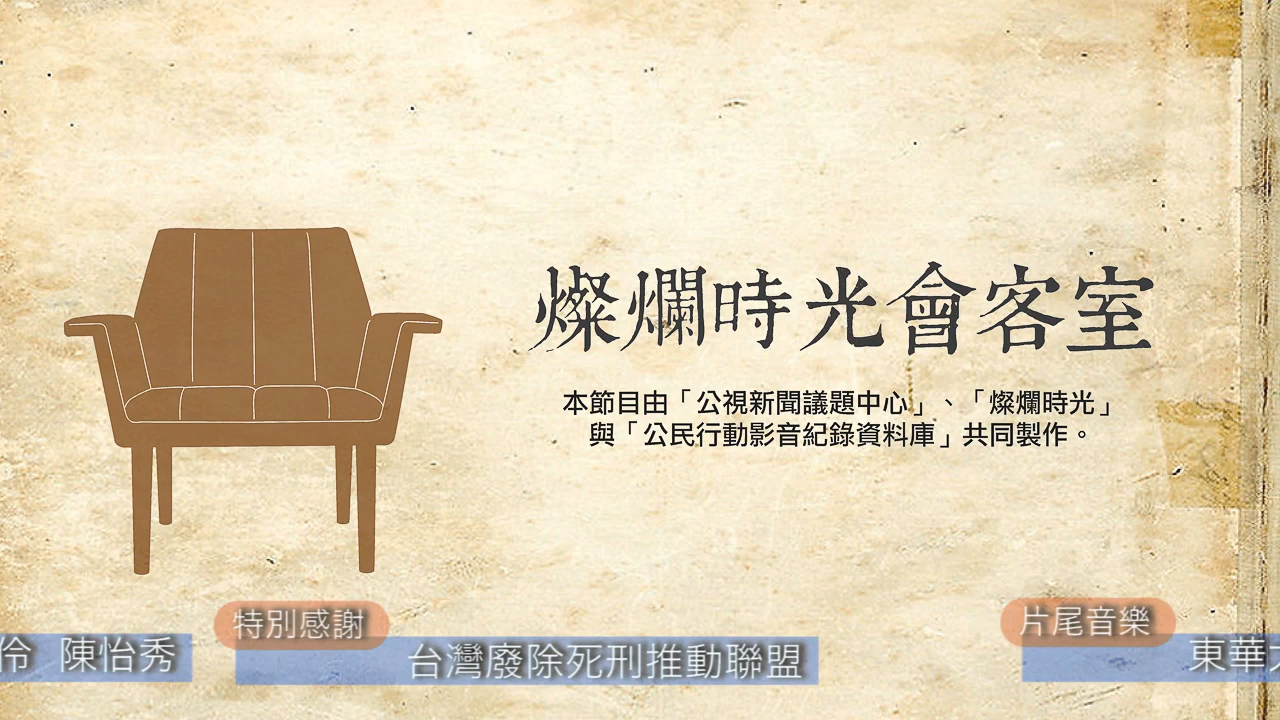 燦爛時光會客室
本節目由「公視新聞議題中心」、「燦爛時光」
與「公民行動影音紀錄資料庫」共同製作。
特別感謝
片尾音樂
伶 陳怡秀
台灣廢除死刑推動聯盟
東華